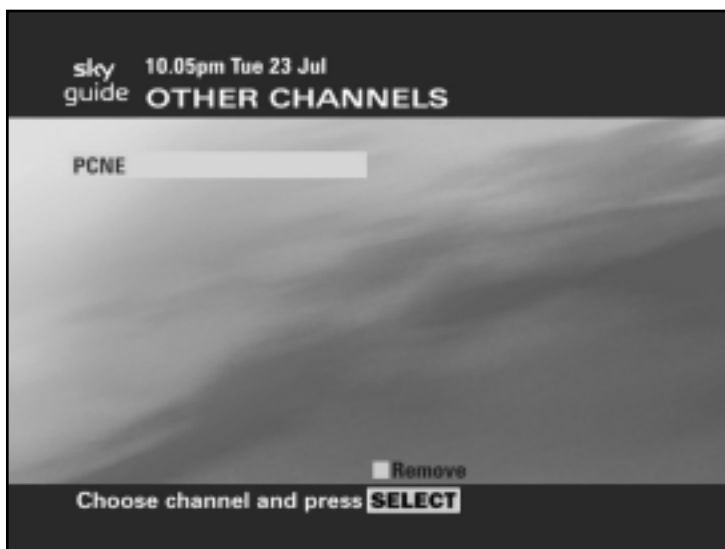 sky guide 10.05pm Tue 23 Jul
OTHER CHANNELS
PCNE
Remove
Choose channel and press SELECT